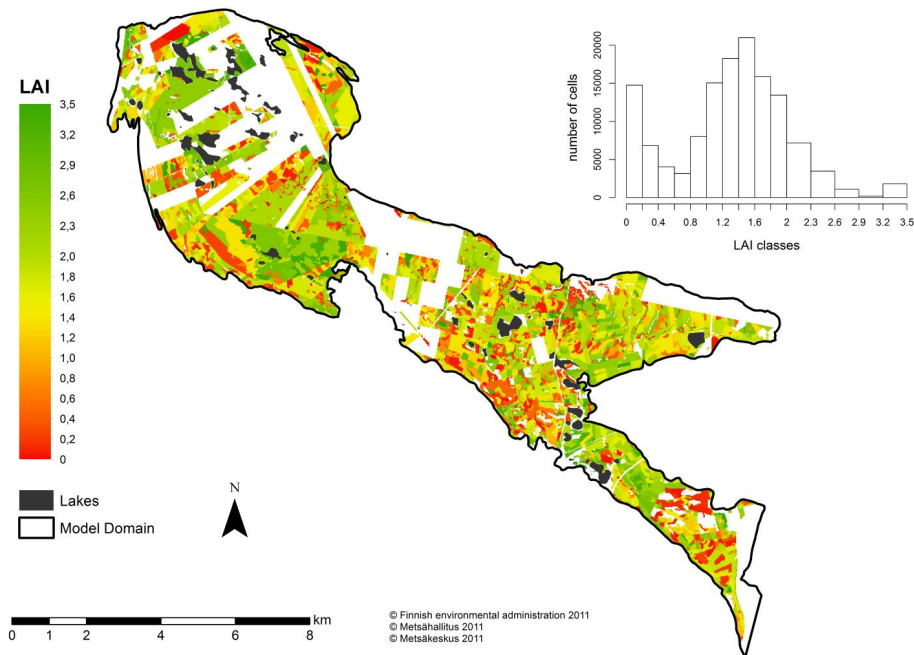 LAI
3,5
3,2
2,9
2,6
2,3
2,0
1,8
1,6
1,4
1,2
1,0
0,8
0,6
0,4
0,2
0
Lakes
Model Domain
N
km
0 1 2 4 6 8
© Finnish environmental administration 2011
© Metsähallitus 2011
© Metsäkeskus 2011
number of cells
20000
15000
10000
5000
0
0 0.4 0.8 1.2 1.6 2 2.3 2.6 2.9 3.2 3.5
LAI classes